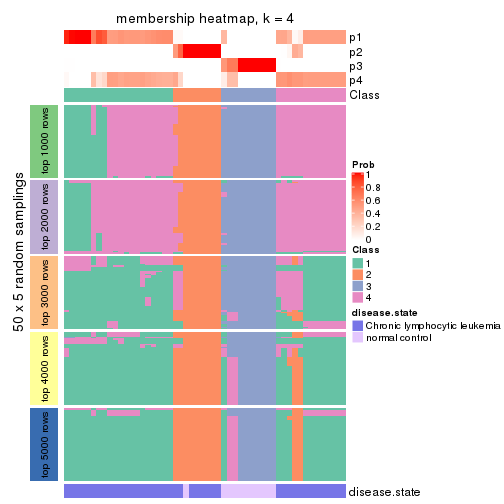 membership heatmap, k = 4
p1
p2
p3
p4
Class
50 x 5 random samplings
top 1000 rows
top 2000 rows
top 3000 rows
top 4000 rows
top 5000 rows
Prob
1
0.8
0.6
0.4
0.2
0
Class
1
2
3
4
disease.state
Chronic lymphocytic leukemia
normal control
disease.state